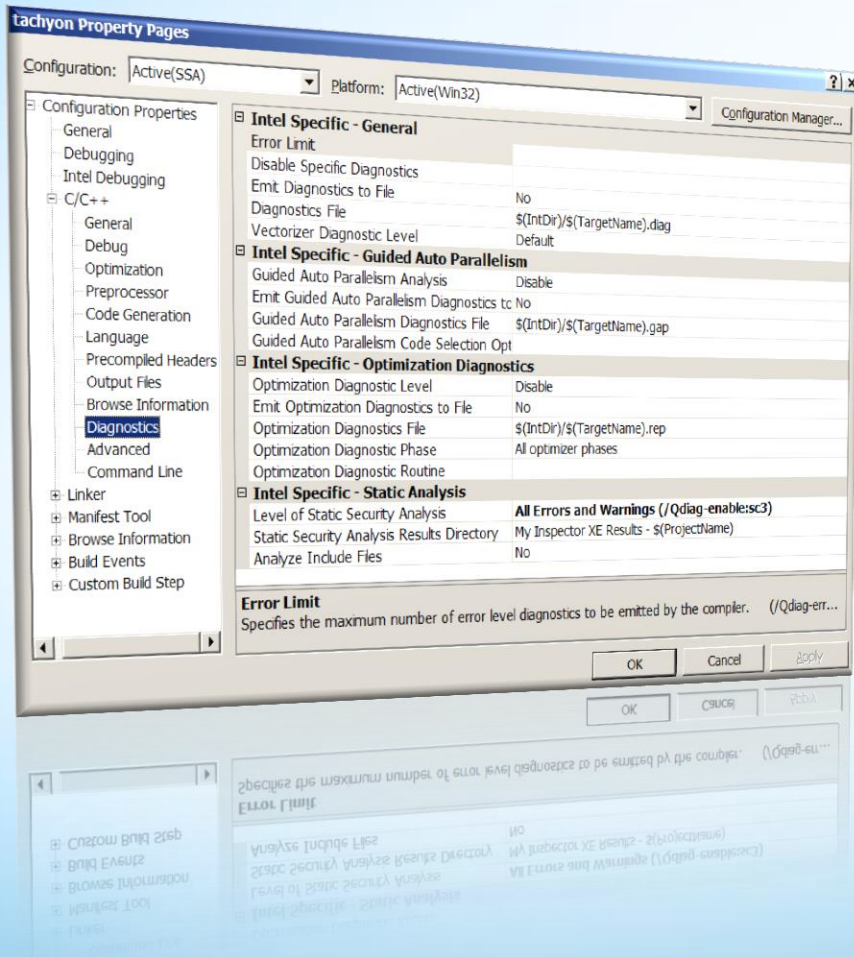 tachyon Property Pages
Configuration: Active(SSA) Platform: Active(Win32) Configuration Manager...
Configuration Properties
General
Debugging
Intel Debugging
C/C++
General
Debug
Optimization
Preprocessor
Code Generation
Language
Precompiled Headers
Output Files
Browse Information
Diagnostics
Advanced
Command Line
Linker
Manifest Tool
Browse Information
Build Events
Custom Build Step
Intel Specific - General
Error Limit
Disable Specific Diagnostics
Emit Diagnostics to File No
Diagnostics File $(IntDir)/$(TargetName).diag
Vectorizer Diagnostic Level Default
Intel Specific - Guided Auto Parallelism
Guided Auto Parallelism Analysis Disable
Emit Guided Auto Parallelism Diagnostics tc No
Guided Auto Parallelism Diagnostics File $(IntDir)/$(TargetName).gap
Guided Auto Parallelism Code Selection Opt
Intel Specific - Optimization Diagnostics
Optimization Diagnostic Level Disable
Emit Optimization Diagnostics to File No
Optimization Diagnostics File $(IntDir)/$(TargetName).rep
Optimization Diagnostic Phase All optimizer phases
Optimization Diagnostic Routine
Intel Specific - Static Analysis
Level of Static Security Analysis All Errors and Warnings (/Qdiag-enable:sc3)
Static Security Analysis Results Directory My Inspector XE Results - $(ProjectName)
Analyze Include Files No
Error Limit
Specifies the maximum number of error level diagnostics to be emitted by the compiler. (/Qdiag-err...
OK Cancel Apply